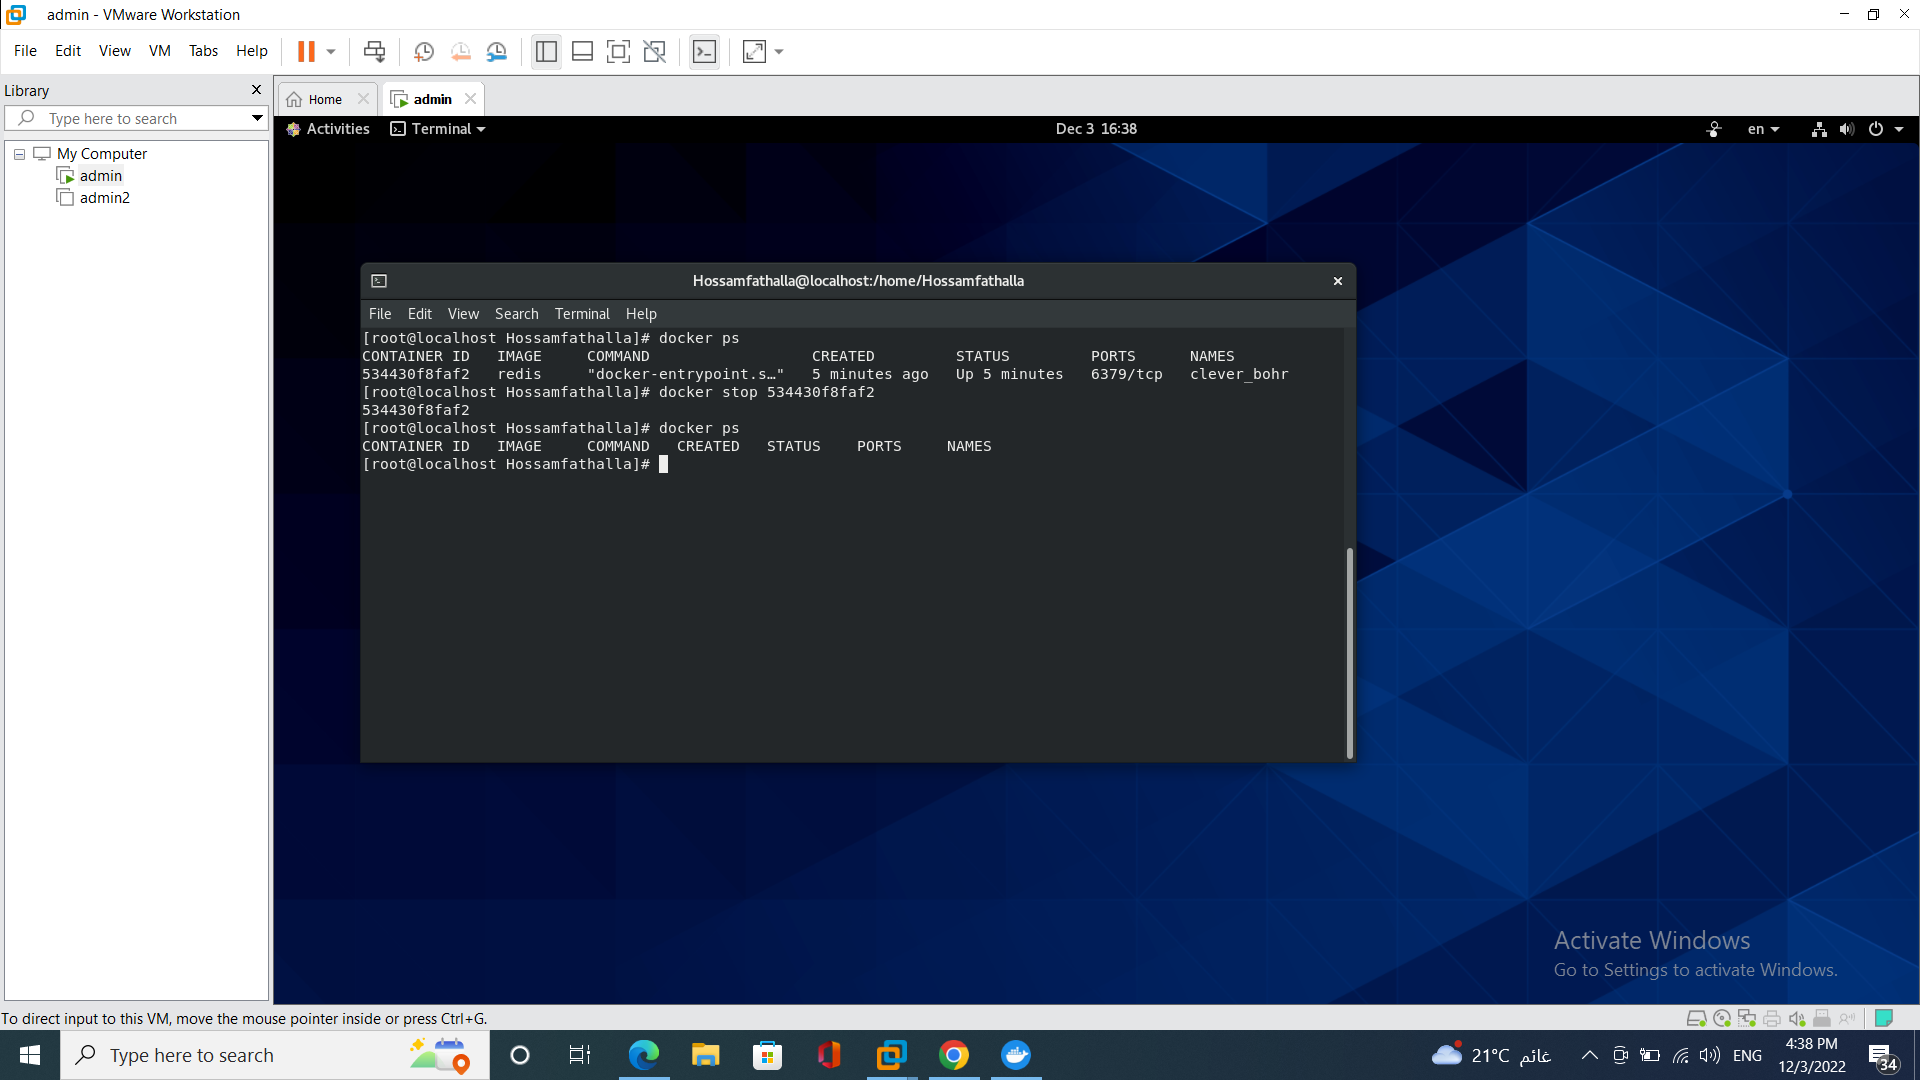 admin - VMware Workstation
File Edit View VM Tabs Help
Library
Type here to search
My Computer
admin
admin2
Home
admin
Activities Terminal Dec 3 16:38 en
Hossamfathalla@localhost:/home/Hossamfathalla
File Edit View Search Terminal Help
[root@localhost Hossamfathalla]# docker ps
CONTAINER ID IMAGE COMMAND CREATED STATUS PORTS NAMES
534430f8faf2 redis "docker-entrypoint.s…" 5 minutes ago Up 5 minutes 6379/tcp clever_bohr
[root@localhost Hossamfathalla]# docker stop 534430f8faf2
534430f8faf2
[root@localhost Hossamfathalla]# docker ps
CONTAINER ID IMAGE COMMAND CREATED STATUS PORTS NAMES
[root@localhost Hossamfathalla]#
Activate Windows
Go to Settings to activate Windows.
To direct input to this VM, move the mouse pointer inside or press Ctrl+G.
Type here to search
21°C غائم
ENG
4:38 PM
12/3/2022
34